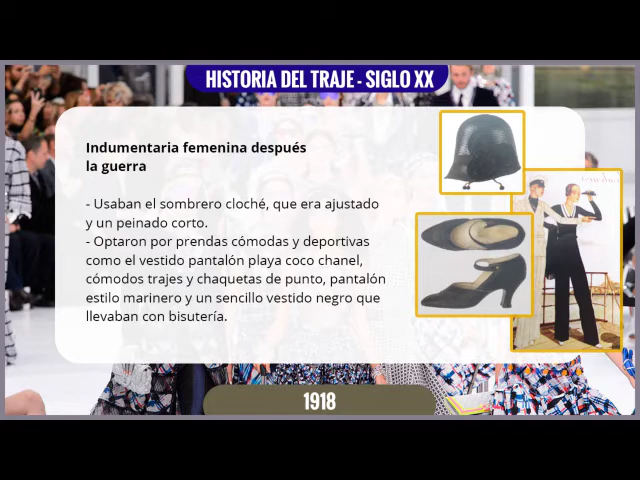 HISTORIA DEL TRAJE - SIGLO XX
Indumentaria femenina después
la guerra
- Usaban el sombrero cloché, que era ajustado
y un peinado corto.
- Optaron por prendas cómodas y deportivas
como el vestido pantalón playa coco chanel,
cómodos trajes y chaquetas de punto, pantalón
estilo marinero y un sencillo vestido negro que
llevaban con bisutería.
1918